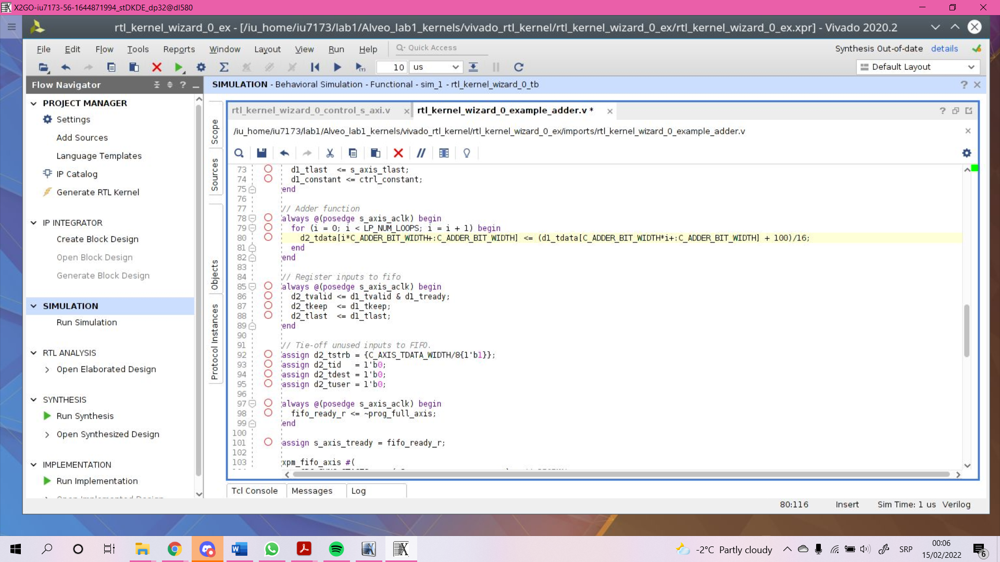 X2GO-iu7173-56-1644871994_stDKDE_dp32@dl580
rtl_kernel_wizard_0_ex - [/iu_home/iu7173/lab1/Alveo_lab1_kernels/vivado_rtl_kernel/rtl_kernel_wizard_0_ex/rtl_kernel_wizard_0_ex.xpr] - Vivado 2020.2
File Edit Flow Tools Reports Window Layout View Run Help Quick Access Synthesis Out-of-date details
10 us Default Layout
Flow Navigator
SIMULATION - Behavioral Simulation - Functional - sim_1 - rtl_kernel_wizard_0_tb
PROJECT MANAGER
Settings
Add Sources
Language Templates
IP Catalog
Generate RTL Kernel
IP INTEGRATOR
Create Block Design
Open Block Design
Generate Block Design
SIMULATION
Run Simulation
RTL ANALYSIS
Open Elaborated Design
SYNTHESIS
Run Synthesis
Open Synthesized Design
IMPLEMENTATION
Run Implementation
Open Implemented Design
Scope
Sources
Objects
Protocol Instances
rtl_kernel_wizard_0_control_s_axi.v rtl_kernel_wizard_0_example_adder.v *
/iu_home/iu7173/lab1/Alveo_lab1_kernels/vivado_rtl_kernel/rtl_kernel_wizard_0_ex/imports/rtl_kernel_wizard_0_example_adder.v
73 d1_tlast <= s_axis_tlast;
74 d1_constant <= ctrl_constant;
75 end
76
77 // Adder function
78 always @(posedge s_axis_aclk) begin
79 for (i = 0; i < LP_NUM_LOOPS; i = i + 1) begin
80 d2_tdata[i*C_ADDER_BIT_WIDTH+:C_ADDER_BIT_WIDTH] <= (d1_tdata[C_ADDER_BIT_WIDTH*i+:C_ADDER_BIT_WIDTH] + 100)/16;
81 end
82 end
83
84 // Register inputs to fifo
85 always @(posedge s_axis_aclk) begin
86 d2_tvalid <= d1_tvalid & d1_tready;
87 d2_tkeep <= d1_tkeep;
88 d2_tlast <= d1_tlast;
89 end
90
91 // Tie-off unused inputs to FIFO.
92 assign d2_tstrb = {C_AXIS_TDATA_WIDTH/8{1'b1}};
93 assign d2_tid = 1'b0;
94 assign d2_tdest = 1'b0;
95 assign d2_tuser = 1'b0;
96
97 always @(posedge s_axis_aclk) begin
98 fifo_ready_r <= ~prog_full_axis;
99 end
100
101 assign s_axis_tready = fifo_ready_r;
102
103 xpm_fifo_axis #(
Tcl Console Messages Log
80:116 Insert Sim Time: 1 us Verilog
-2°C Partly cloudy SRP 00:06
15/02/2022 6